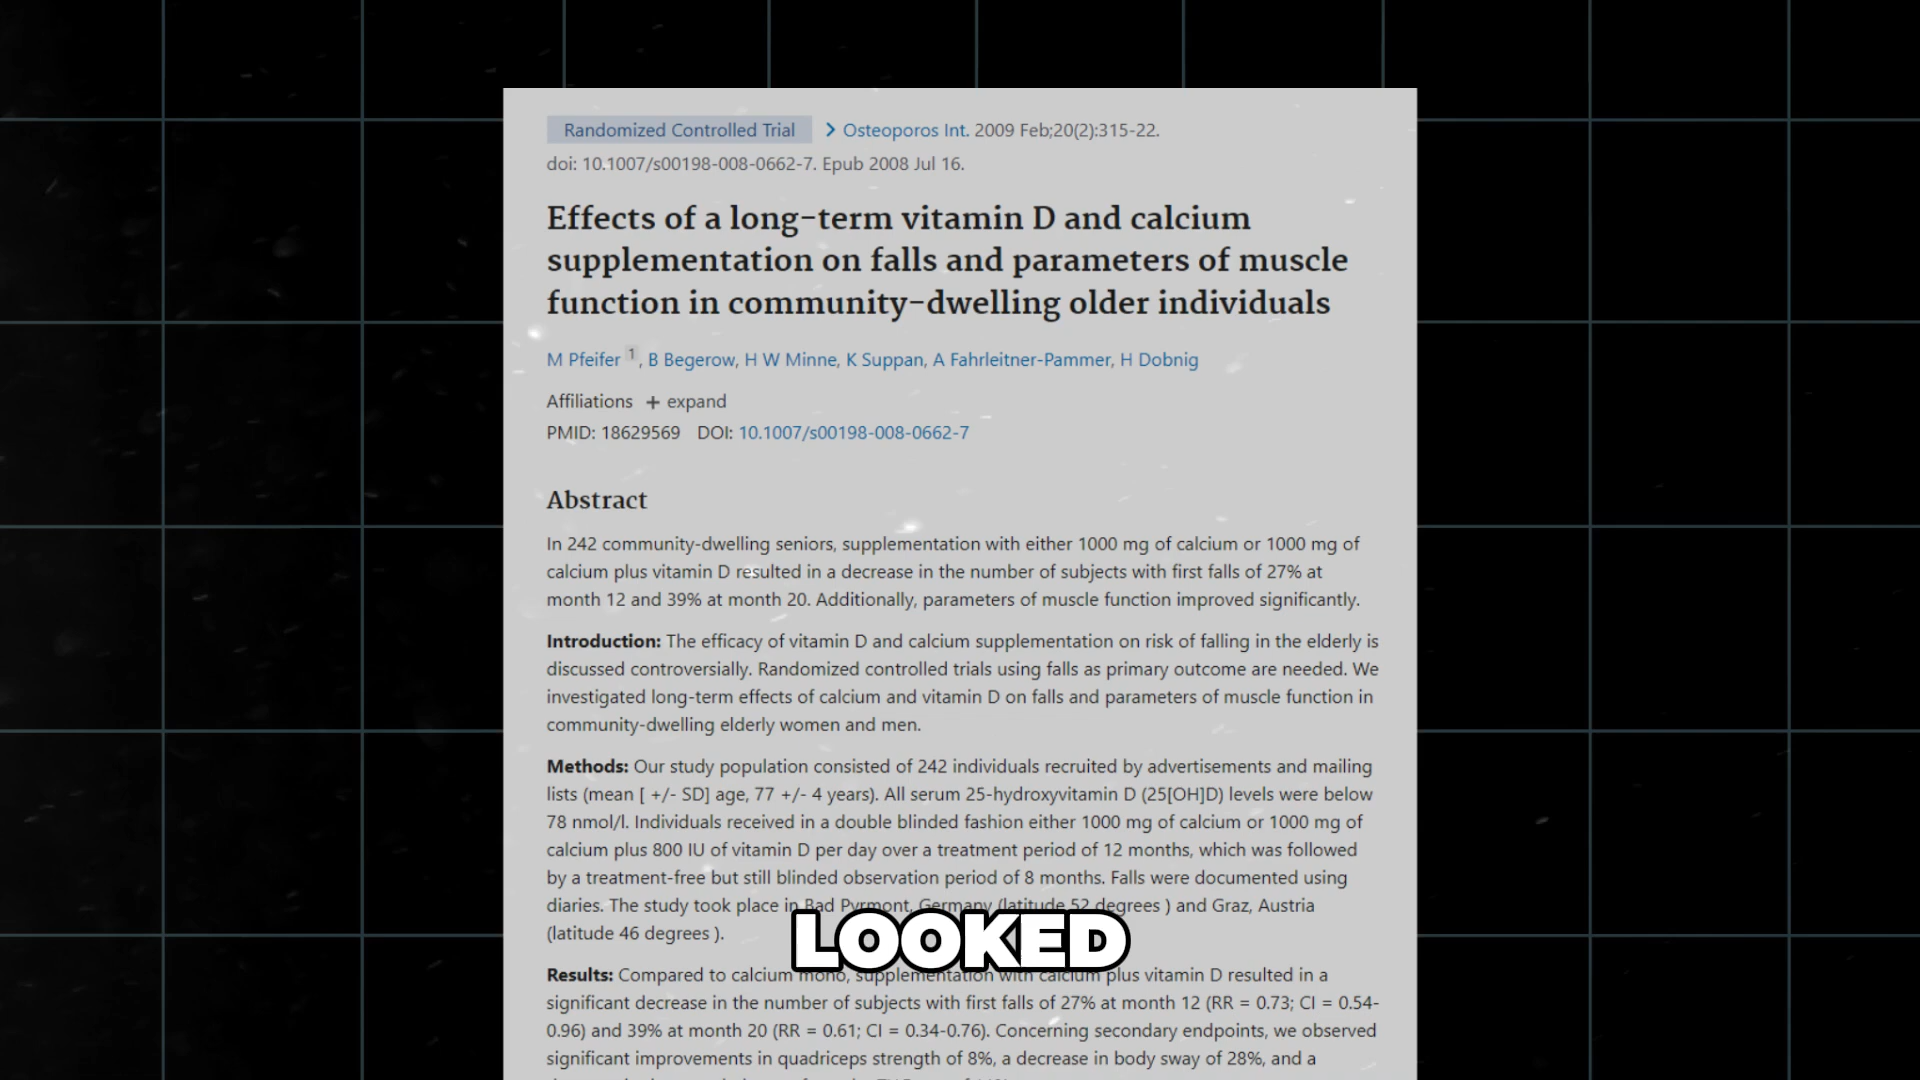 Randomized Controlled Trial > Osteoporos Int. 2009 Feb;20(2):315-22.
doi: 10.1007/s00198-008-0662-7. Epub 2008 Jul 16.
Effects of a long-term vitamin D and calcium
supplementation on falls and parameters of muscle
function in community-dwelling older individuals
M Pfeifer 1, B Begerow, H W Minne, K Suppan, A Fahrleitner-Pammer, H Dobnig
Affiliations + expand
PMID: 18629569 DOI: 10.1007/s00198-008-0662-7
Abstract
In 242 community-dwelling seniors, supplementation with either 1000 mg of calcium or 1000 mg of
calcium plus vitamin D resulted in a decrease in the number of subjects with first falls of 27% at
month 12 and 39% at month 20. Additionally, parameters of muscle function improved significantly.
Introduction: The efficacy of vitamin D and calcium supplementation on risk of falling in the elderly is
discussed controversially. Randomized controlled trials using falls as primary outcome are needed. We
investigated long-term effects of calcium and vitamin D on falls and parameters of muscle function in
community-dwelling elderly women and men.
Methods: Our study population consisted of 242 individuals recruited by advertisements and mailing
lists (mean [ +/- SD] age, 77 +/- 4 years). All serum 25-hydroxyvitamin D (25[OH]D) levels were below
78 nmol/l. Individuals received in a double blinded fashion either 1000 mg of calcium or 1000 mg of
calcium plus 800 IU of vitamin D per day over a treatment period of 12 months, which was followed
by a treatment-free but still blinded observation period of 8 months. Falls were documented using
diaries. The study took place in Bad Pyrmont, Germany (latitude 52 degrees ) and Graz, Austria
(latitude 46 degrees ).
LOOKED
Results: Compared to calcium mono, supplementation with calcium plus vitamin D resulted in a
significant decrease in the number of subjects with first falls of 27% at month 12 (RR = 0.73; CI = 0.54-
0.96) and 39% at month 20 (RR = 0.61; CI = 0.34-0.76). Concerning secondary endpoints, we observed
significant improvements in quadriceps strength of 8%, a decrease in body sway of 28%, and a